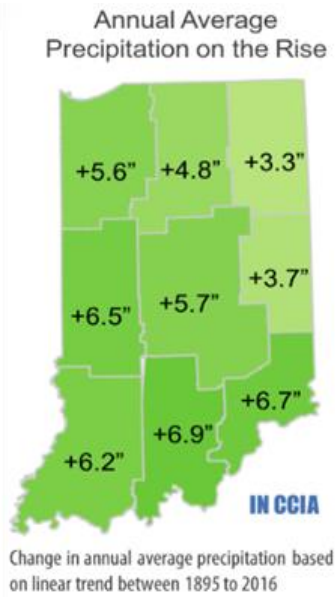 Annual Average
Precipitation on the Rise
+5.6”
+4.8”
+3.3”
+6.5”
+5.7”
+3.7”
+6.2”
+6.9”
+6.7”
IN CCIA
Change in annual average precipitation based
on linear trend between 1895 to 2016